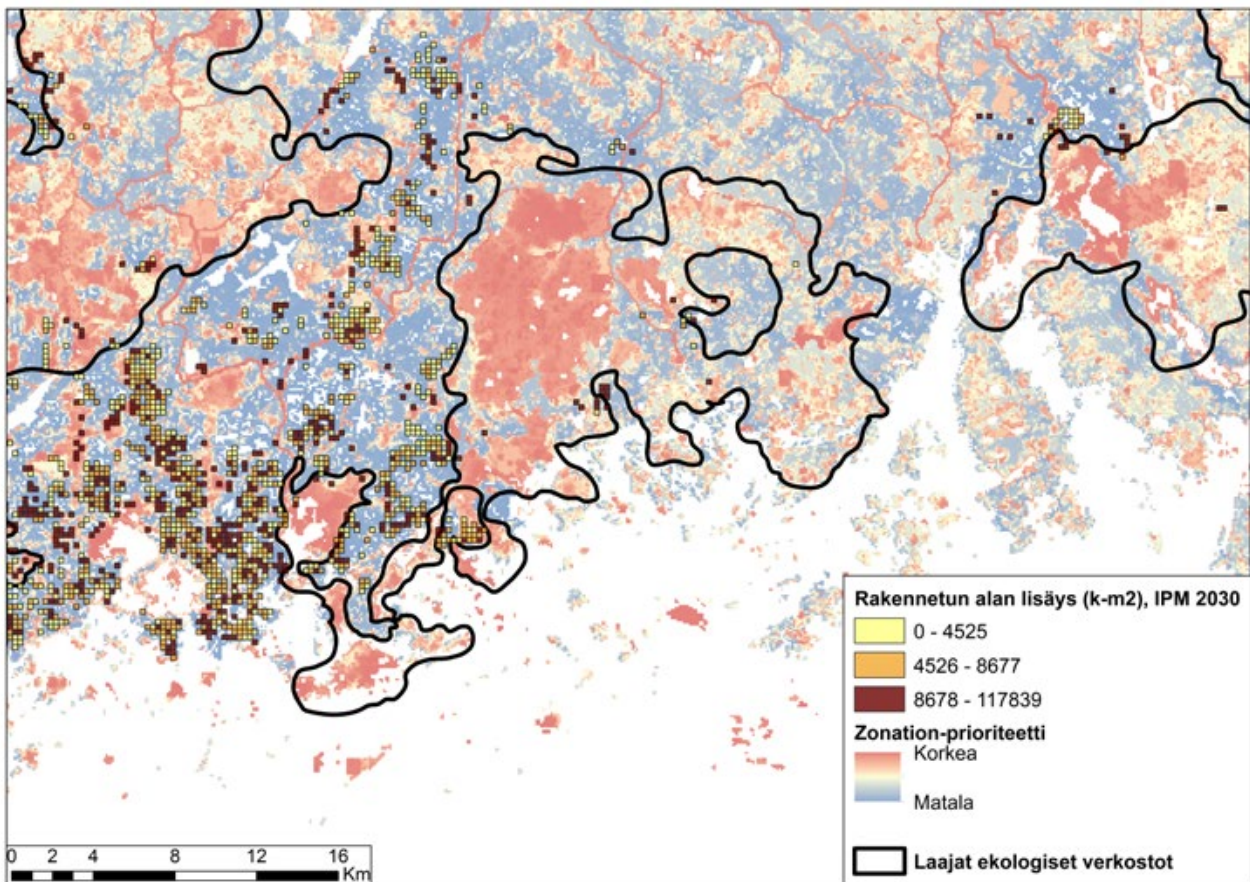 Rakennetun alan lisäys (k-m2), IPM 2030
0 - 4525
4526 - 8677
8678 - 117839
Zonation-prioriteetti
Korkea
Matala
Laajat ekologiset verkostot
0 2 4 8 12 16
Km